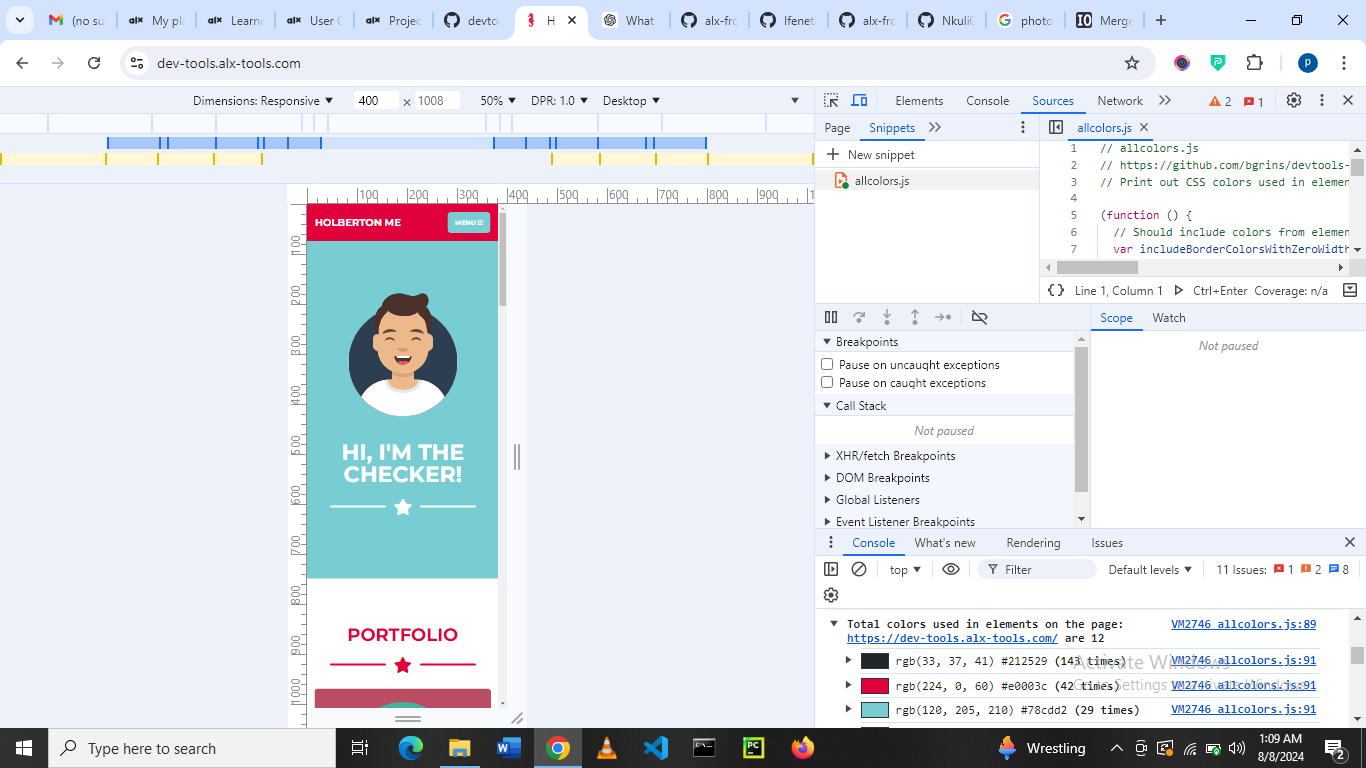 (no su
My pla
Learne
User C
Projec
devtoo
H
What
alx-fro
Ifeneta
alx-fro
NkuliC
photo
Merge
dev-tools.alx-tools.com
P
Dimensions: Responsive 400 × 1008 50% DPR: 1.0 Desktop
100 200 300 400 500 600 700 800 900
100
200
300
400
500
600
700
800
900
1000
HOLBERTON ME
MENU
HI, I'M THE
CHECKER!
PORTFOLIO
Elements Console Sources Network 2 1
Page Snippets
New snippet
allcolors.js
allcolors.js
1 // allcolors.js
2 // https://github.com/bgrins/devtools-
3 // Print out CSS colors used in elemen
4
5 (function () {
6 // Should include colors from elemen
7 var includeBorderColorsWithZeroWidth
{ } Line 1, Column 1 Ctrl+Enter Coverage: n/a
Breakpoints
Pause on uncaught exceptions
Pause on caught exceptions
Call Stack
Not paused
XHR/fetch Breakpoints
DOM Breakpoints
Global Listeners
Event Listener Breakpoints
Scope Watch
Not paused
Console What's new Rendering Issues
top Filter Default levels 11 Issues: 1 2 8
Total colors used in elements on the page: VM2746 allcolors.js:89
https://dev-tools.alx-tools.com/ are 12
rgb(33, 37, 41) #212529 (143 times) VM2746 allcolors.js:91
rgb(224, 0, 60) #e0003c (42 times) VM2746 allcolors.js:91
rgb(120, 205, 210) #78cdd2 (29 times) VM2746 allcolors.js:91
Activate Windows
Go to Settings to activate Windows.
Type here to search
Wrestling
1:09 AM
8/8/2024
2